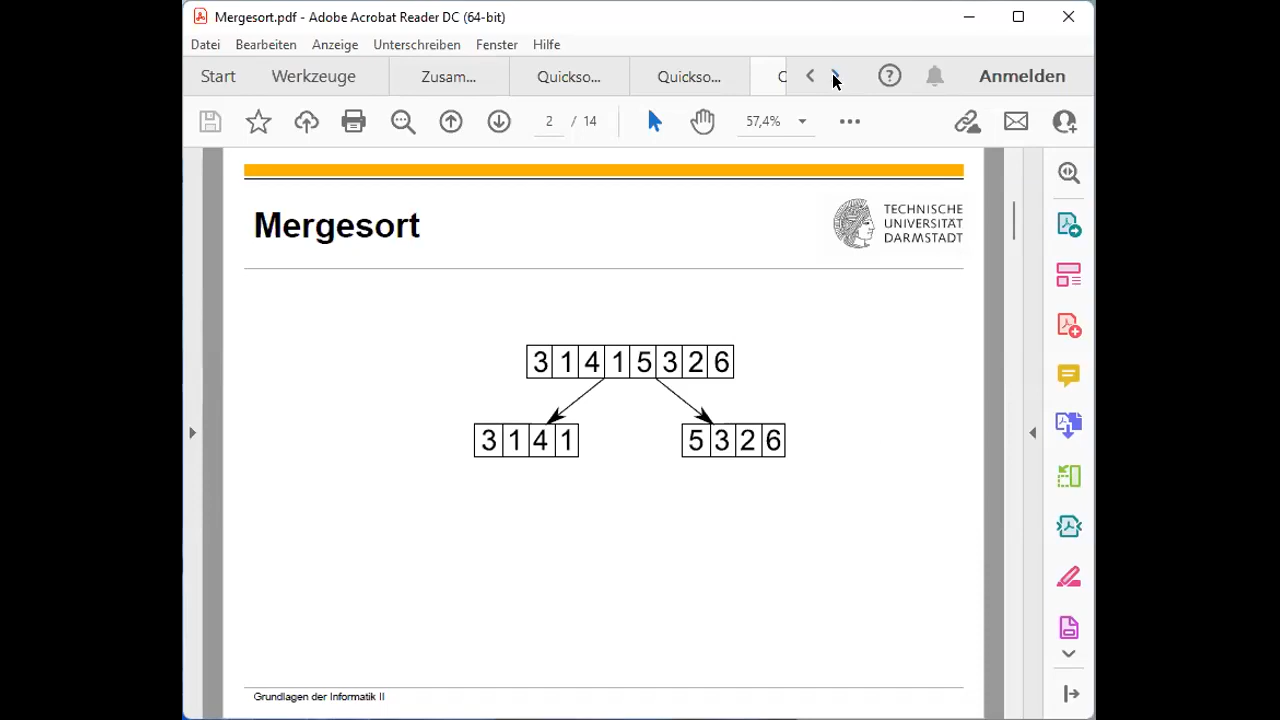 Mergesort.pdf - Adobe Acrobat Reader DC (64-bit)
Datei Bearbeiten Anzeige Unterschreiben Fenster Hilfe
Start Werkzeuge Zusam... Quickso... Quickso... Anmelden
2 / 14 57,4%
Mergesort
TECHNISCHE
UNIVERSITÄT
DARMSTADT
3 1 4 1 5 3 2 6
3 1 4 1 5 3 2 6
Grundlagen der Informatik II